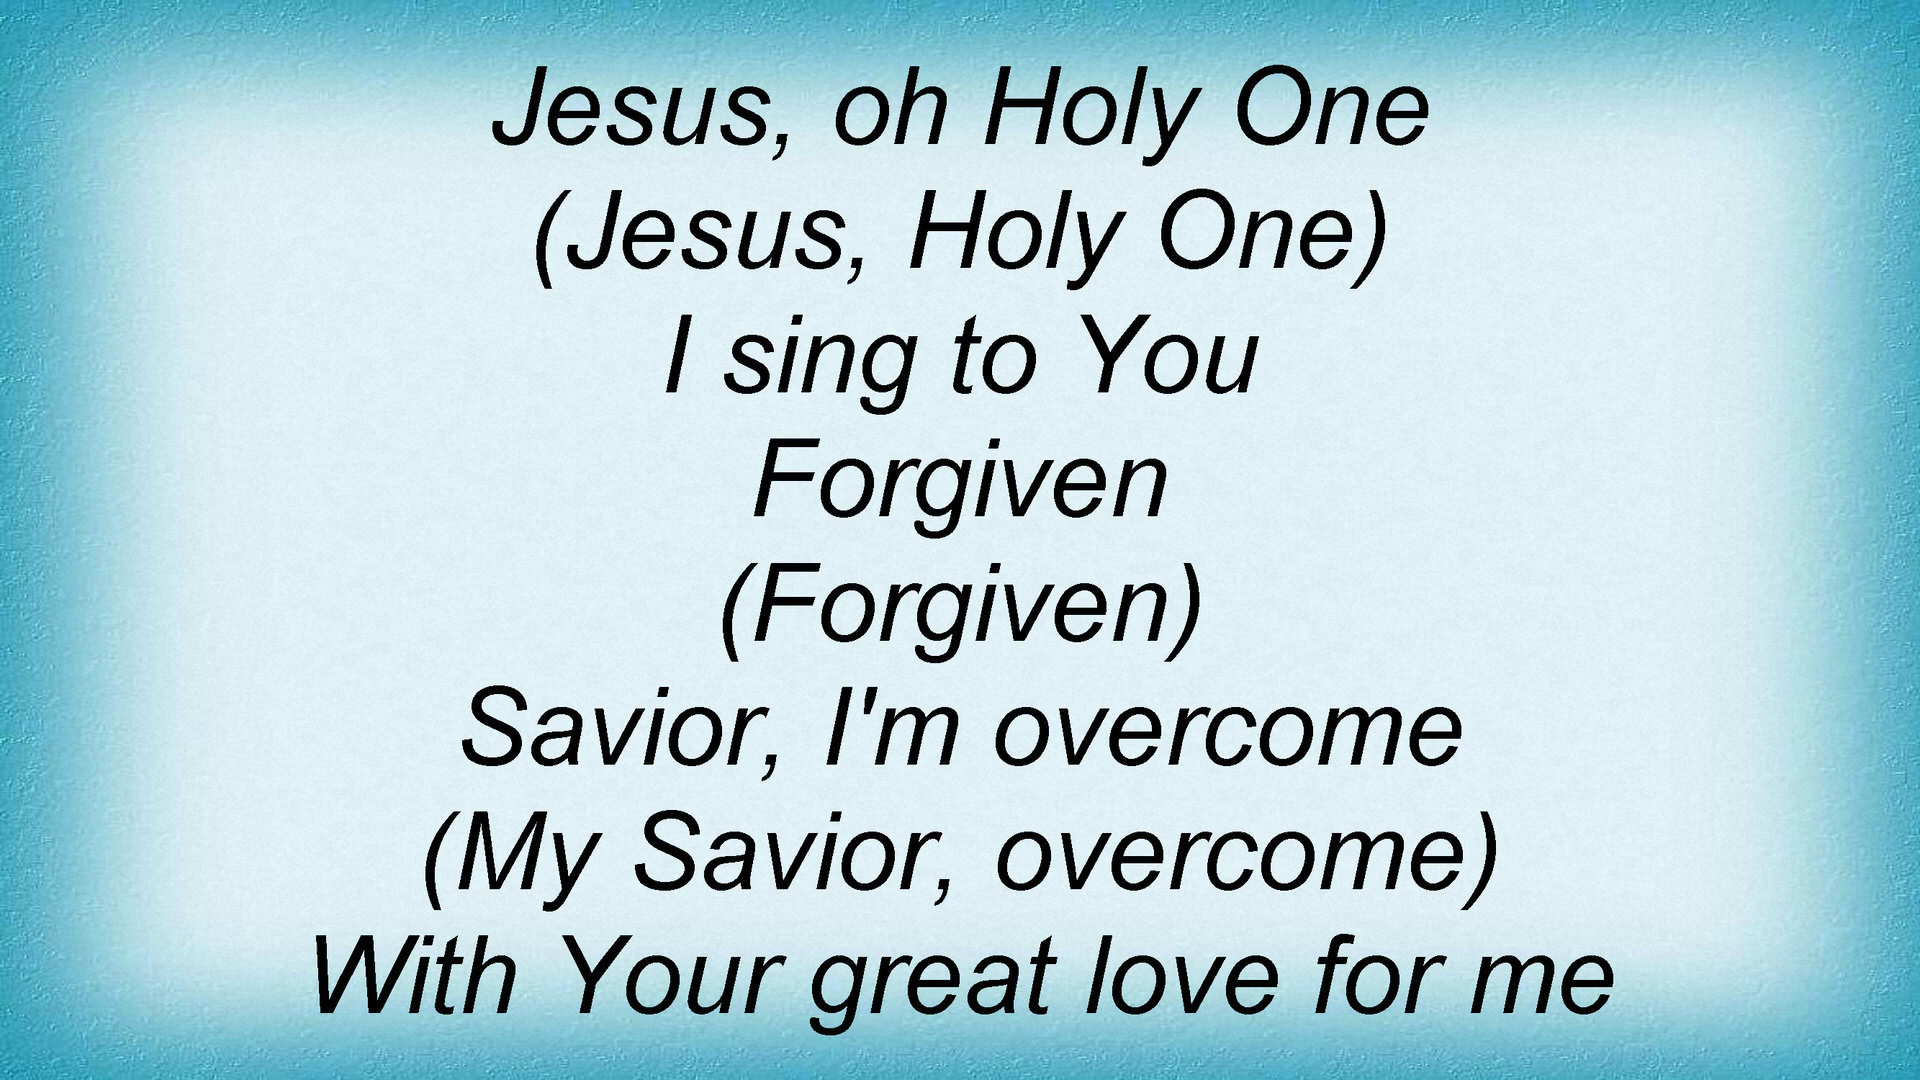 Jesus, oh Holy One
(Jesus, Holy One)
I sing to You
Forgiven
(Forgiven)
Savior, I'm overcome
(My Savior, overcome)
With Your great love for me